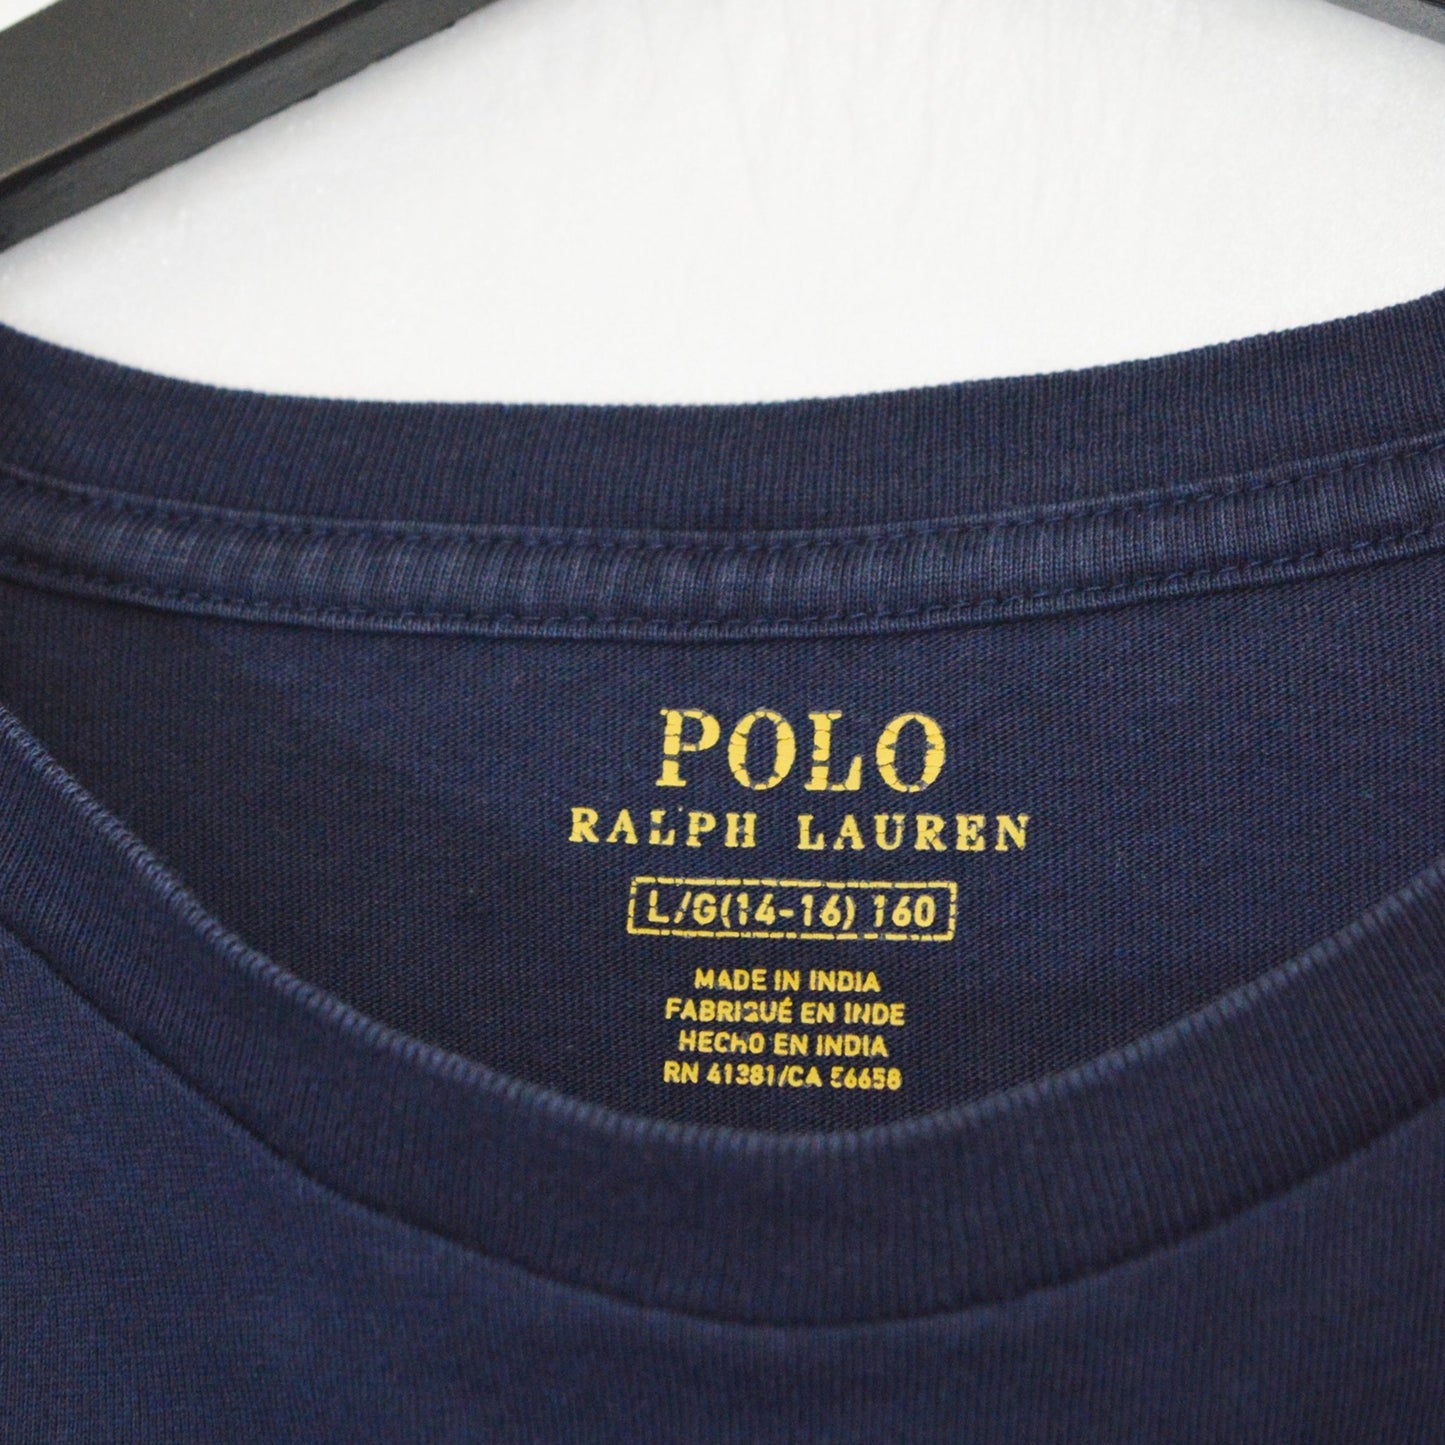 POLO
RALPH LAUREN
L/G(14-16) 160
MADE IN INDIA
FABRIQUÉ EN INDE
HECHO EN INDIA
RN 41381/CA 56658